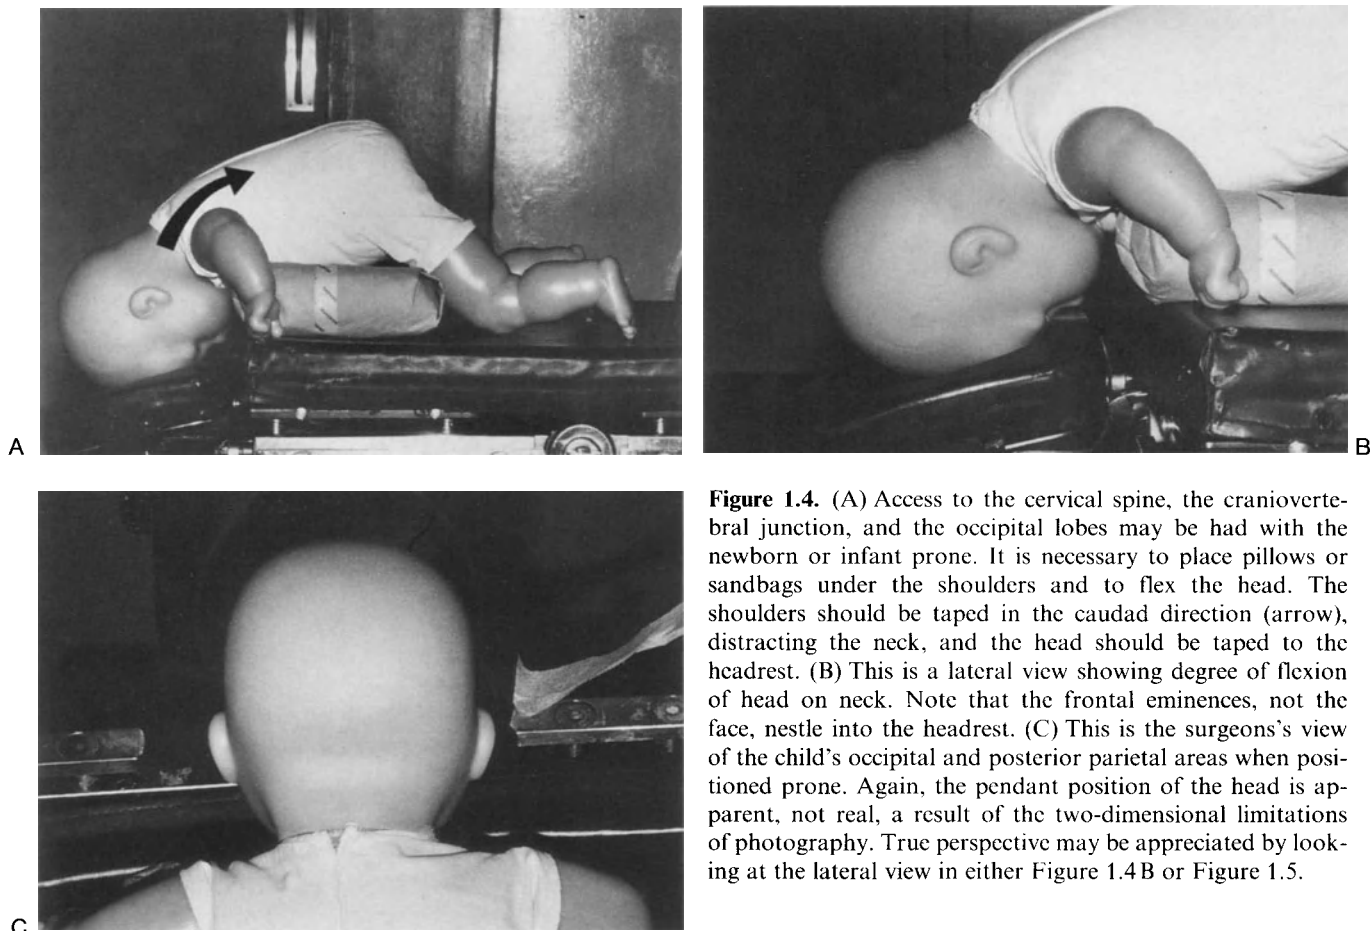 A
B
C
Figure 1.4. (A) Access to the cervical spine, the cranioverte-
bral junction, and the occipital lobes may be had with the
newborn or infant prone. It is necessary to place pillows or
sandbags under the shoulders and to flex the head. The
shoulders should be taped in the caudad direction (arrow),
distracting the neck, and the head should be taped to the
headrest. (B) This is a lateral view showing degree of flexion
of head on neck. Note that the frontal eminences, not the
face, nestle into the headrest. (C) This is the surgeons's view
of the child's occipital and posterior parietal areas when posi-
tioned prone. Again, the pendant position of the head is ap-
parent, not real, a result of the two-dimensional limitations
of photography. True perspective may be appreciated by look-
ing at the lateral view in either Figure 1.4B or Figure 1.5.